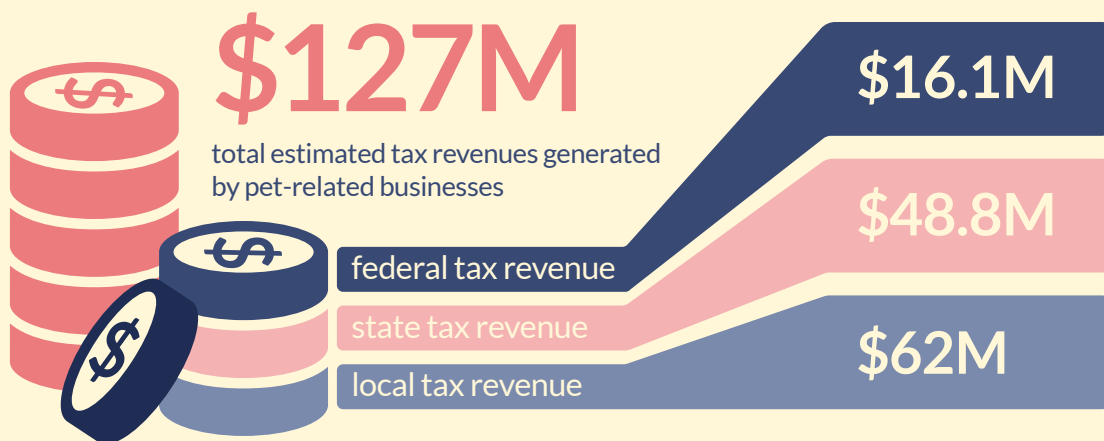 $127M
total estimated tax revenues generated
by pet-related businesses
federal tax revenue
$16.1M
state tax revenue
$48.8M
local tax revenue
$62M
$
$
$